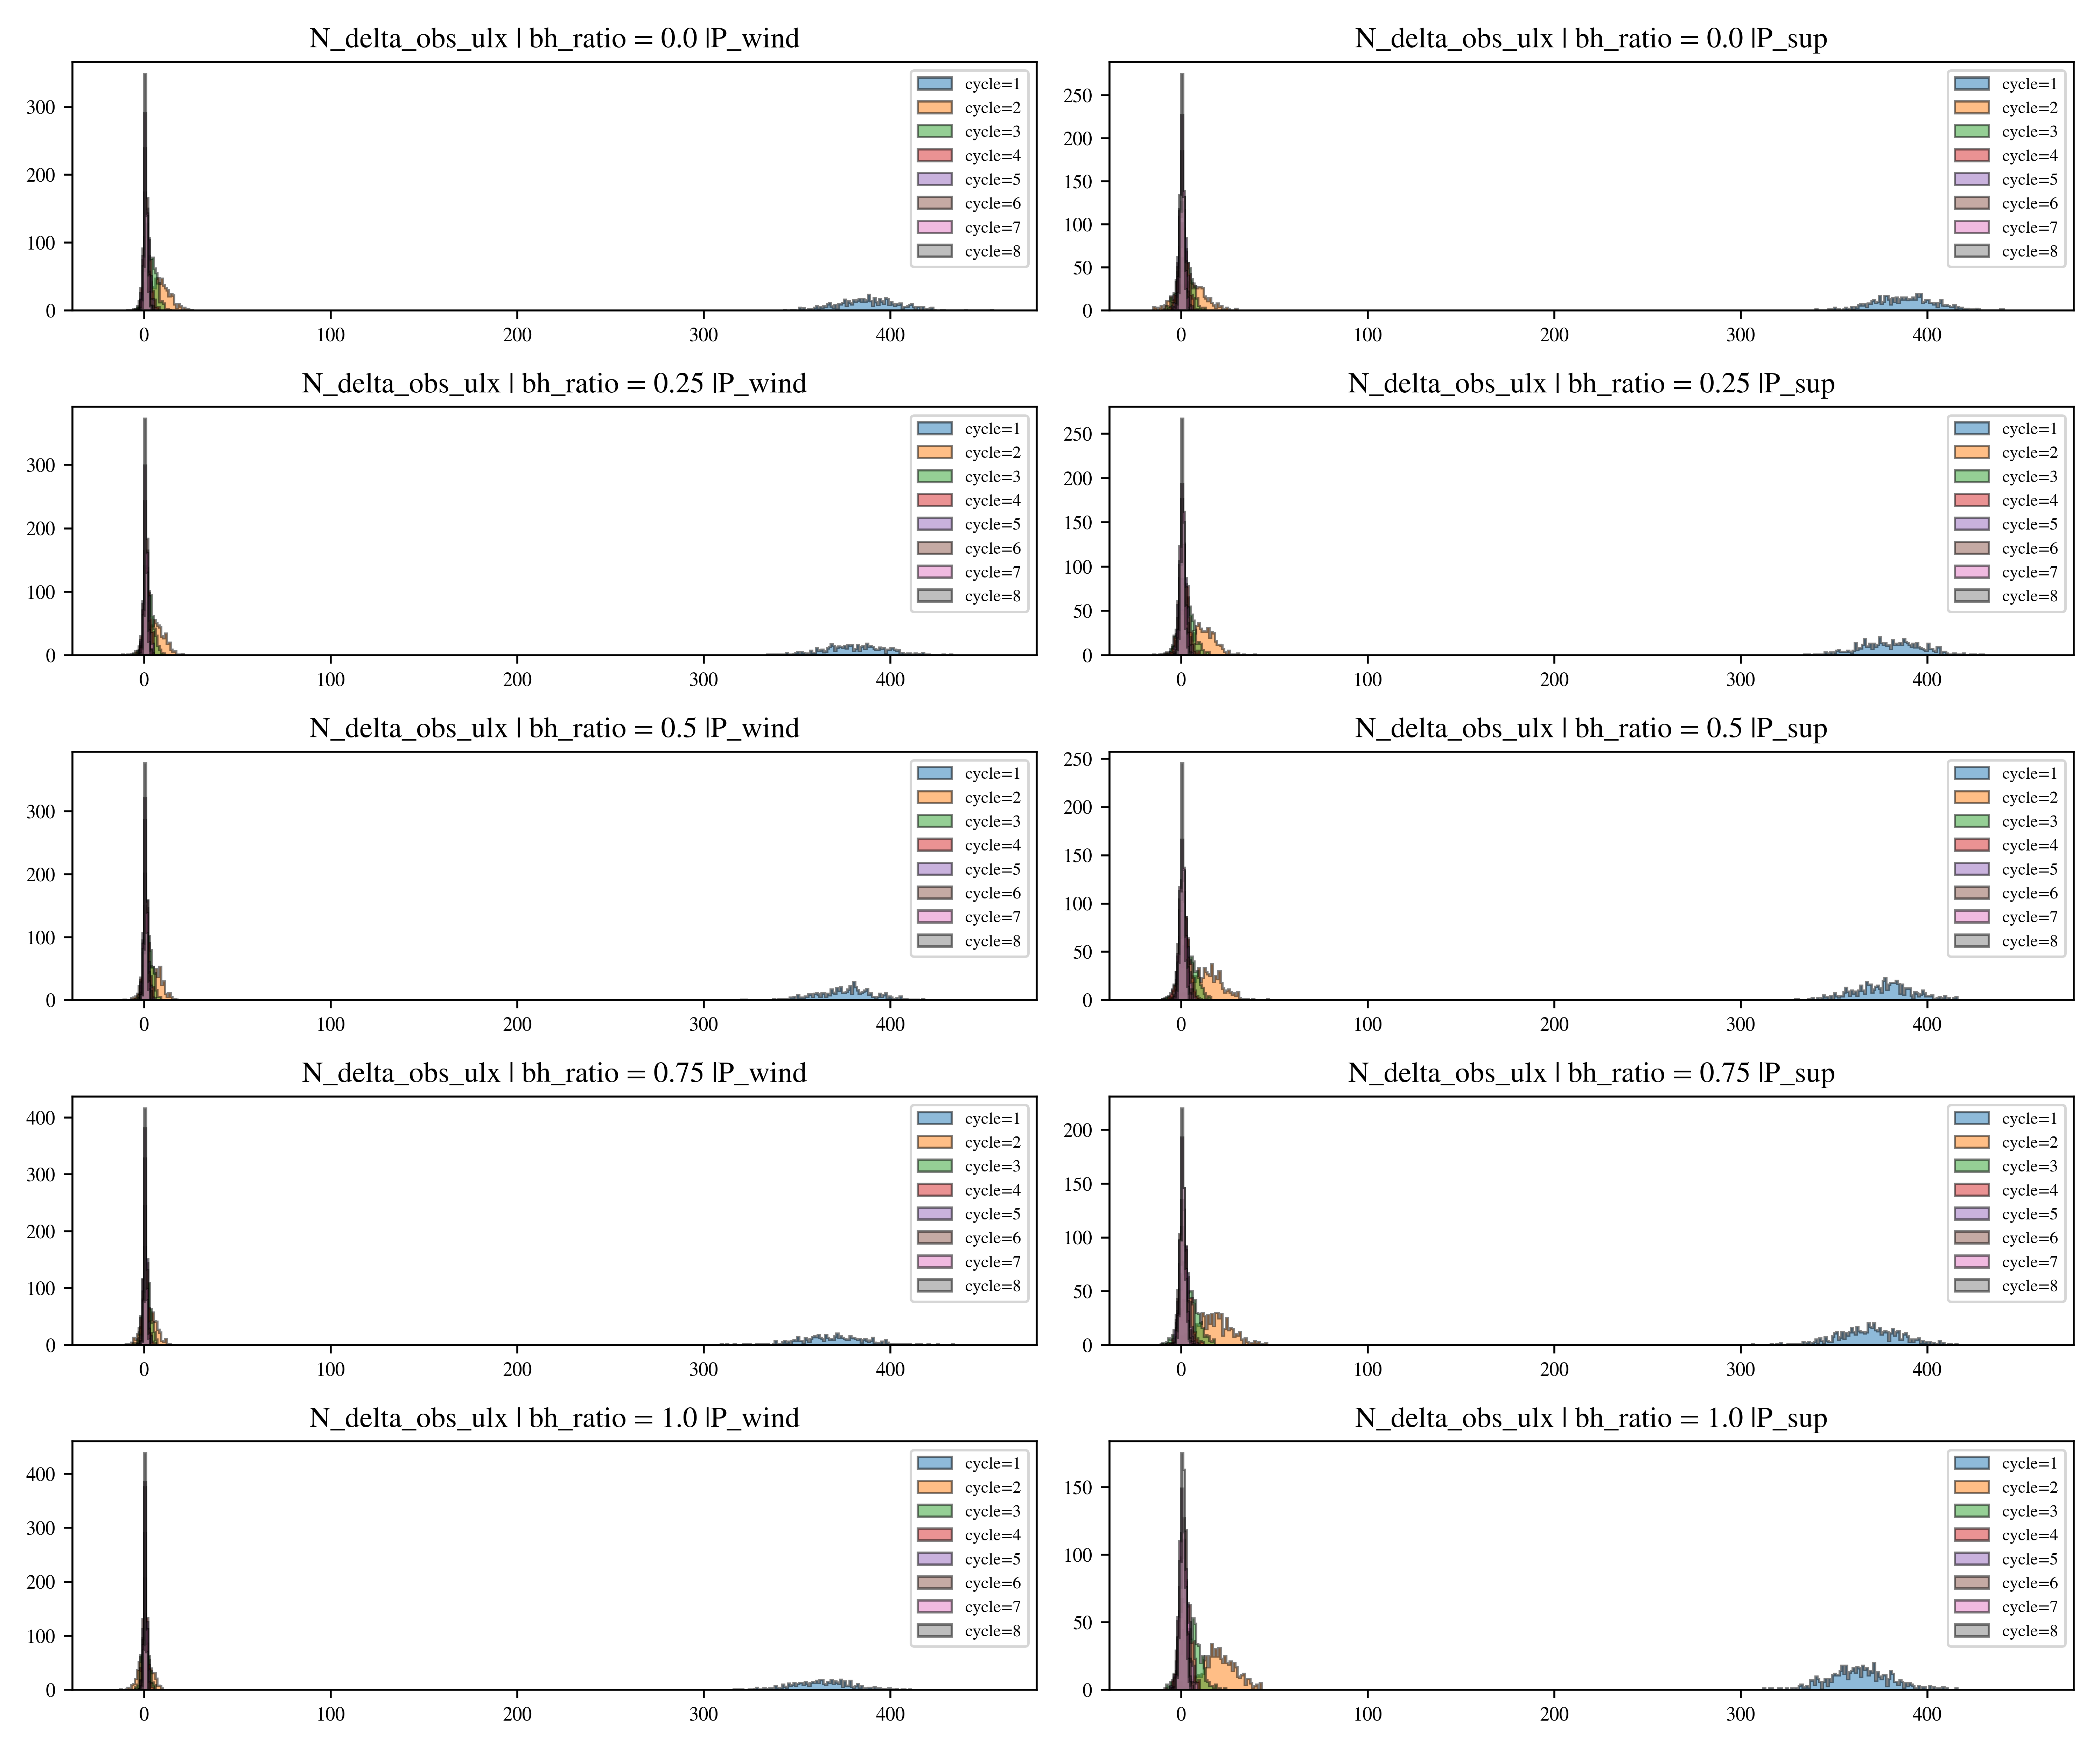 N_delta_obs_ulx | bh_ratio = 0.0 |P_wind
300
200
100
0
0 100 200 300 400
cycle=1
cycle=2
cycle=3
cycle=4
cycle=5
cycle=6
cycle=7
cycle=8
N_delta_obs_ulx | bh_ratio = 0.0 |P_sup
250
200
150
100
50
0
0 100 200 300 400
cycle=1
cycle=2
cycle=3
cycle=4
cycle=5
cycle=6
cycle=7
cycle=8
N_delta_obs_ulx | bh_ratio = 0.25 |P_wind
300
200
100
0
0 100 200 300 400
cycle=1
cycle=2
cycle=3
cycle=4
cycle=5
cycle=6
cycle=7
cycle=8
N_delta_obs_ulx | bh_ratio = 0.25 |P_sup
250
200
150
100
50
0
0 100 200 300 400
cycle=1
cycle=2
cycle=3
cycle=4
cycle=5
cycle=6
cycle=7
cycle=8
N_delta_obs_ulx | bh_ratio = 0.5 |P_wind
300
200
100
0
0 100 200 300 400
cycle=1
cycle=2
cycle=3
cycle=4
cycle=5
cycle=6
cycle=7
cycle=8
N_delta_obs_ulx | bh_ratio = 0.5 |P_sup
250
200
150
100
50
0
0 100 200 300 400
cycle=1
cycle=2
cycle=3
cycle=4
cycle=5
cycle=6
cycle=7
cycle=8
N_delta_obs_ulx | bh_ratio = 0.75 |P_wind
400
300
200
100
0
0 100 200 300 400
cycle=1
cycle=2
cycle=3
cycle=4
cycle=5
cycle=6
cycle=7
cycle=8
N_delta_obs_ulx | bh_ratio = 0.75 |P_sup
200
150
100
50
0
0 100 200 300 400
cycle=1
cycle=2
cycle=3
cycle=4
cycle=5
cycle=6
cycle=7
cycle=8
N_delta_obs_ulx | bh_ratio = 1.0 |P_wind
400
300
200
100
0
0 100 200 300 400
cycle=1
cycle=2
cycle=3
cycle=4
cycle=5
cycle=6
cycle=7
cycle=8
N_delta_obs_ulx | bh_ratio = 1.0 |P_sup
150
100
50
0
0 100 200 300 400
cycle=1
cycle=2
cycle=3
cycle=4
cycle=5
cycle=6
cycle=7
cycle=8